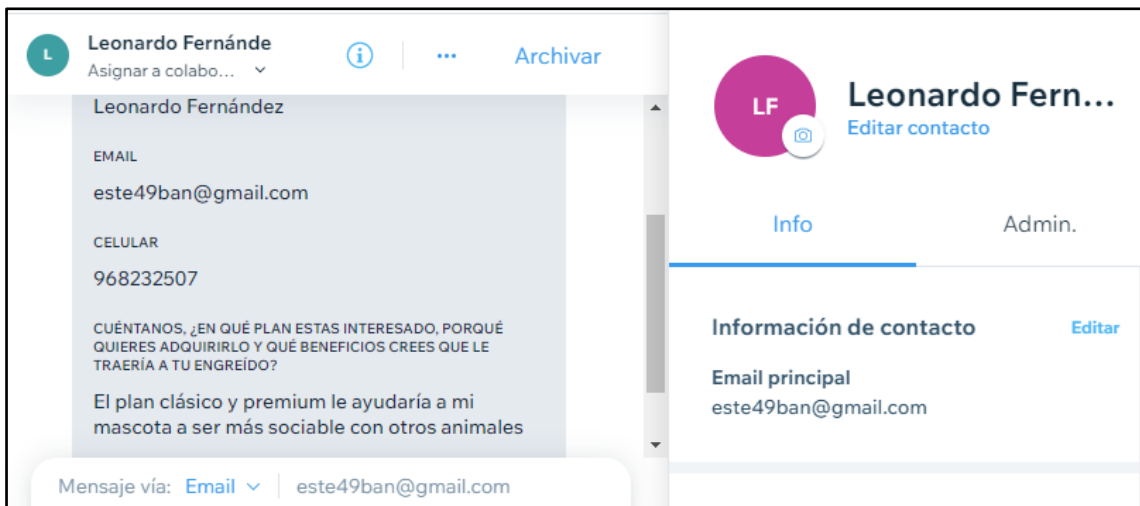 L
Leonardo Fernánde
Asignar a colabo...
Archivar
Leonardo Fernández
EMAIL
este49ban@gmail.com
CELULAR
968232507
CUÉNTANOS, ¿EN QUÉ PLAN ESTAS INTERESADO, PORQUÉ
QUIERES ADQUIRIRLO Y QUÉ BENEFICIOS CREES QUE LE
TRAERÍA A TU ENGREÍDO?
El plan clásico y premium le ayudaría a mi
mascota a ser más sociable con otros animales
Mensaje vía: Email este49ban@gmail.com
LF
Leonardo Fern...
Editar contacto
Info Admin.
Información de contacto Editar
Email principal
este49ban@gmail.com